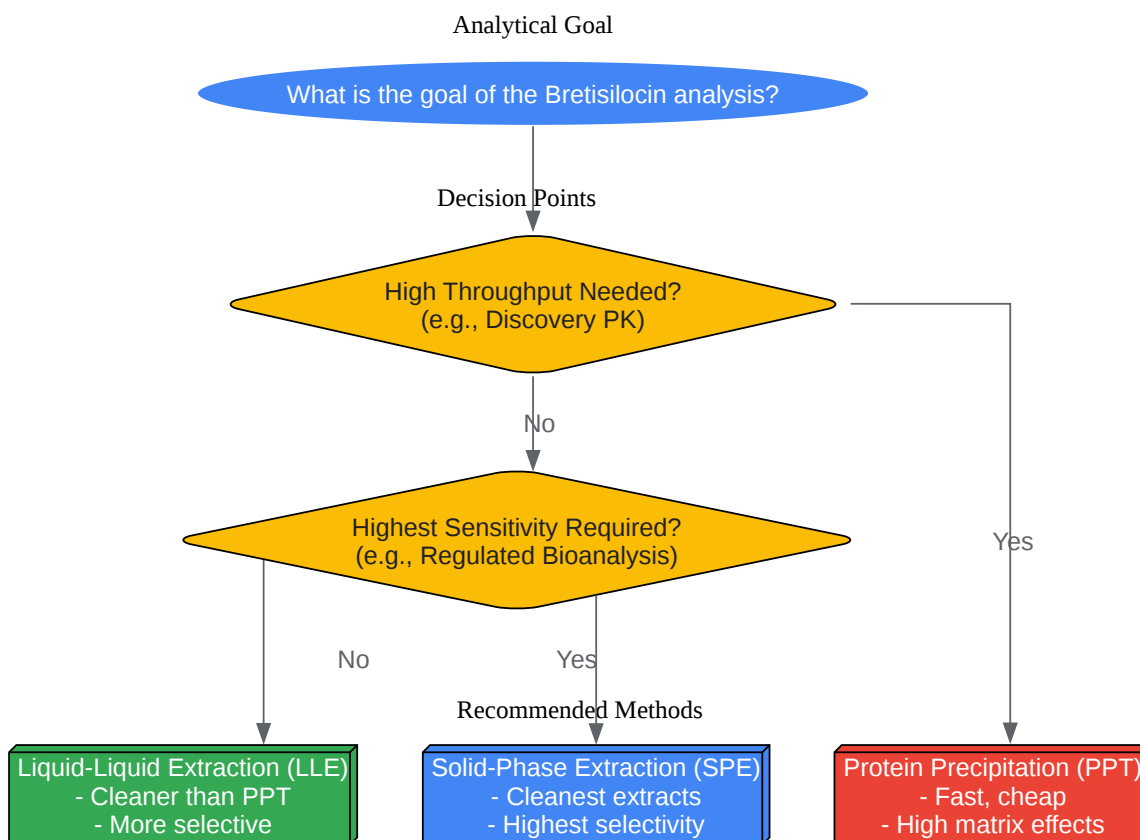 Analytical Goal
What is the goal of the Bretisilocin analysis?
Decision Points
High Throughput Needed?
(e.g., Discovery PK)
No
Highest Sensitivity Required?
(e.g., Regulated Bioanalysis)
Yes
No
Yes
Recommended Methods
Liquid-Liquid Extraction (LLE)
- Cleaner than PPT
- More selective
Solid-Phase Extraction (SPE)
- Cleanest extracts
- Highest selectivity
Protein Precipitation (PPT)
- Fast, cheap
- High matrix effects